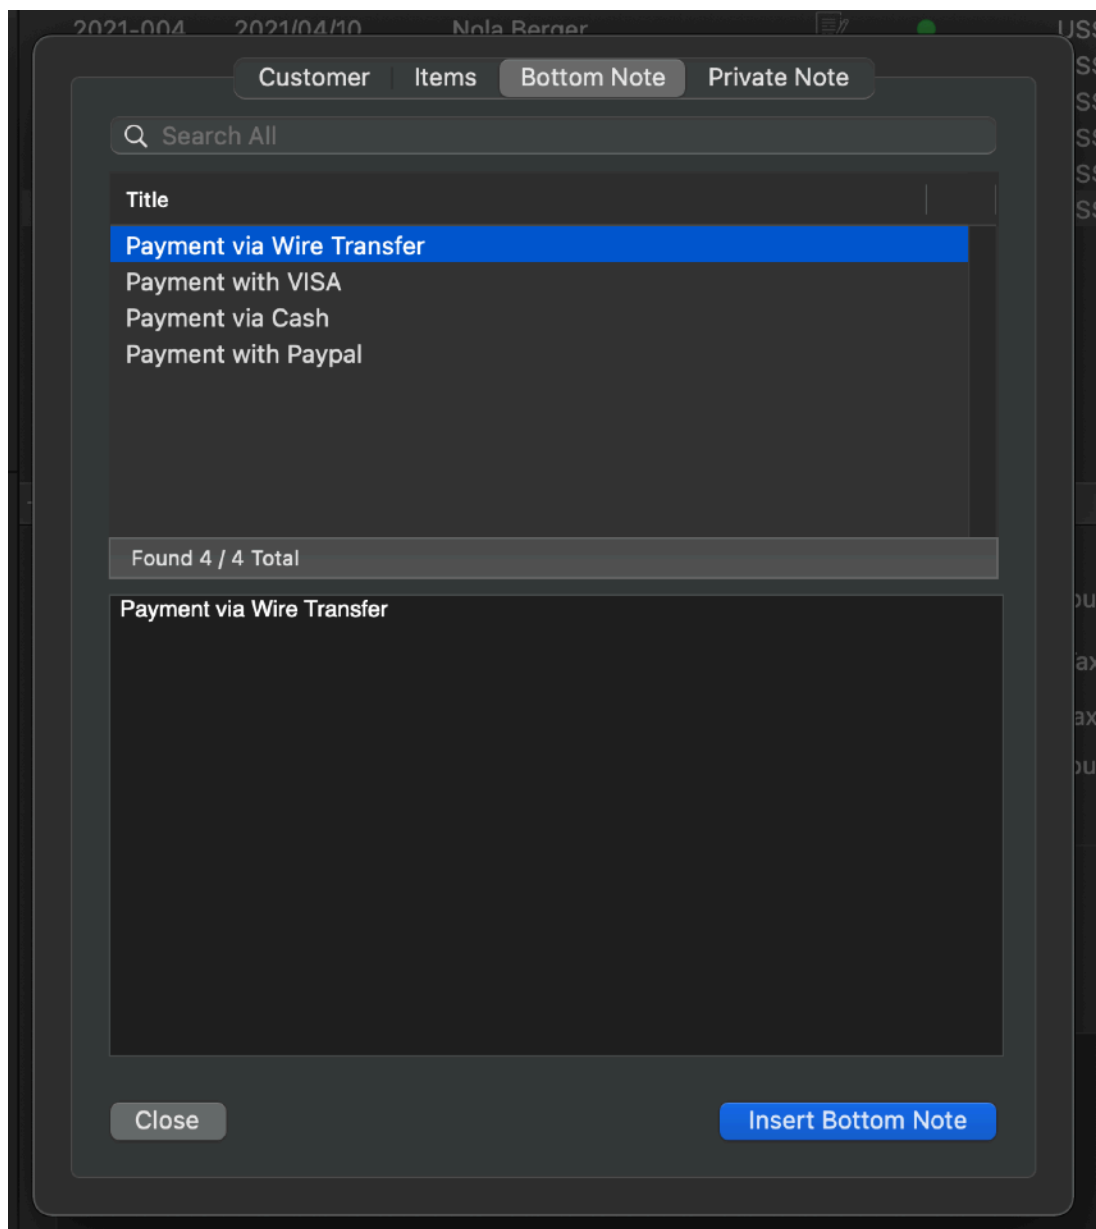 2021-004 2021/04/10 Nola Berger US$
Customer Items Bottom Note Private Note
Search All
Title
Payment via Wire Transfer
Payment with VISA
Payment via Cash
Payment with Paypal
Found 4 / 4 Total
Payment via Wire Transfer
Close Insert Bottom Note